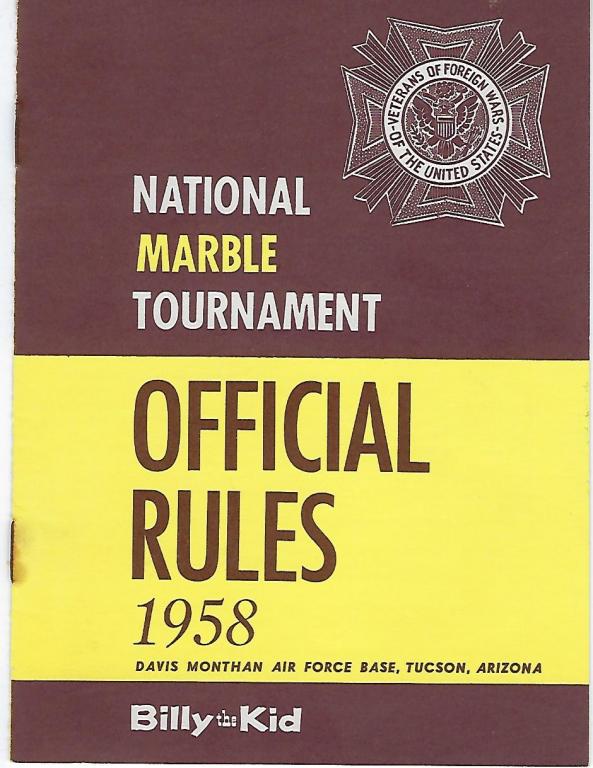 VETERANS OF FOREIGN WARS
OF THE UNITED STATES
NATIONAL
MARBLE
TOURNAMENT
OFFICIAL
RULES
1958
DAVIS MONTHAN AIR FORCE BASE, TUCSON, ARIZONA
Billy the Kid